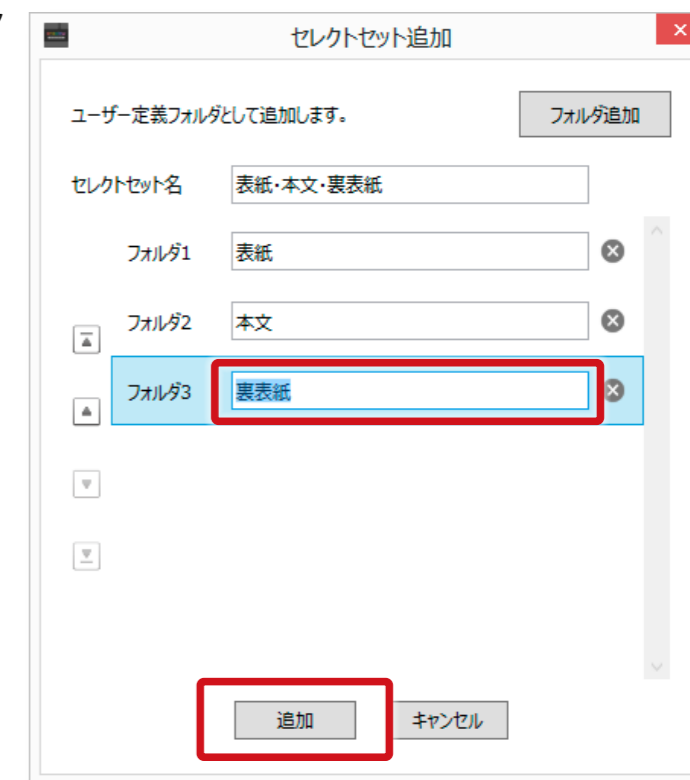 セレクトセット追加
ユーザー定義フォルダとして追加します。 フォルダ追加
セレクトセット名 表紙・本文・裏表紙
フォルダ1 表紙
フォルダ2 本文
フォルダ3 裏表紙
追加 キャンセル